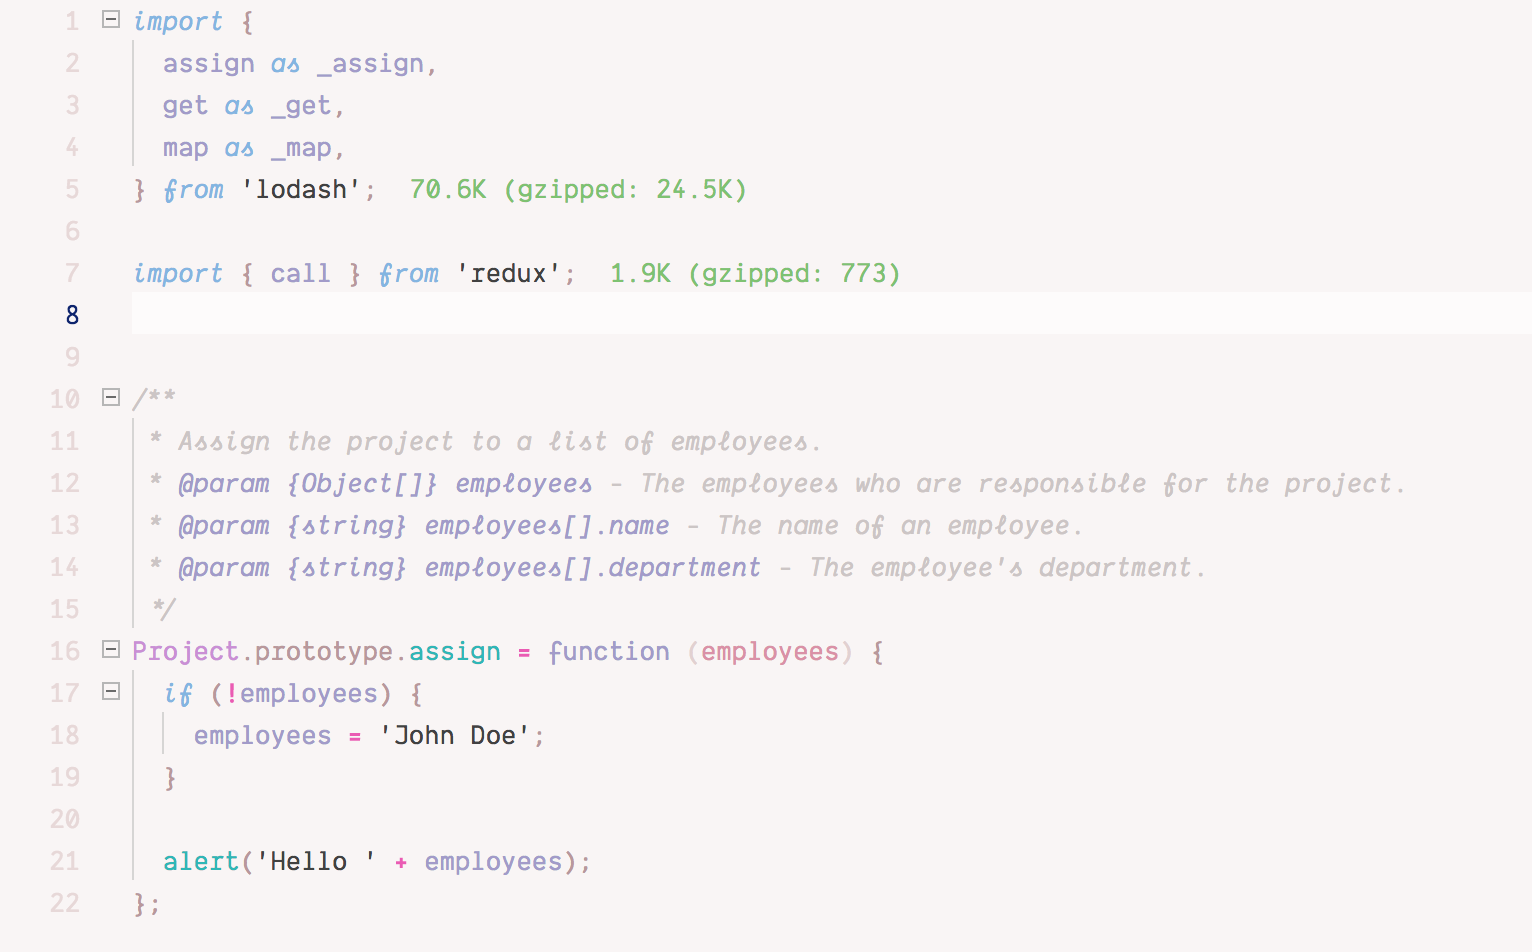 1 import {
2   assign as _assign,
3   get as _get,
4   map as _map,
5 } from 'lodash';  70.6K (gzipped: 24.5K)
6
7 import { call } from 'redux';  1.9K (gzipped: 773)
8
9
10 /**
11  * Assign the project to a list of employees.
12  * @param {Object[]} employees - The employees who are responsible for the project.
13  * @param {string} employees[].name - The name of an employee.
14  * @param {string} employees[].department - The employee's department.
15  */
16 Project.prototype.assign = function (employees) {
17   if (!employees) {
18     employees = 'John Doe';
19   }
20
21   alert('Hello ' + employees);
22 };